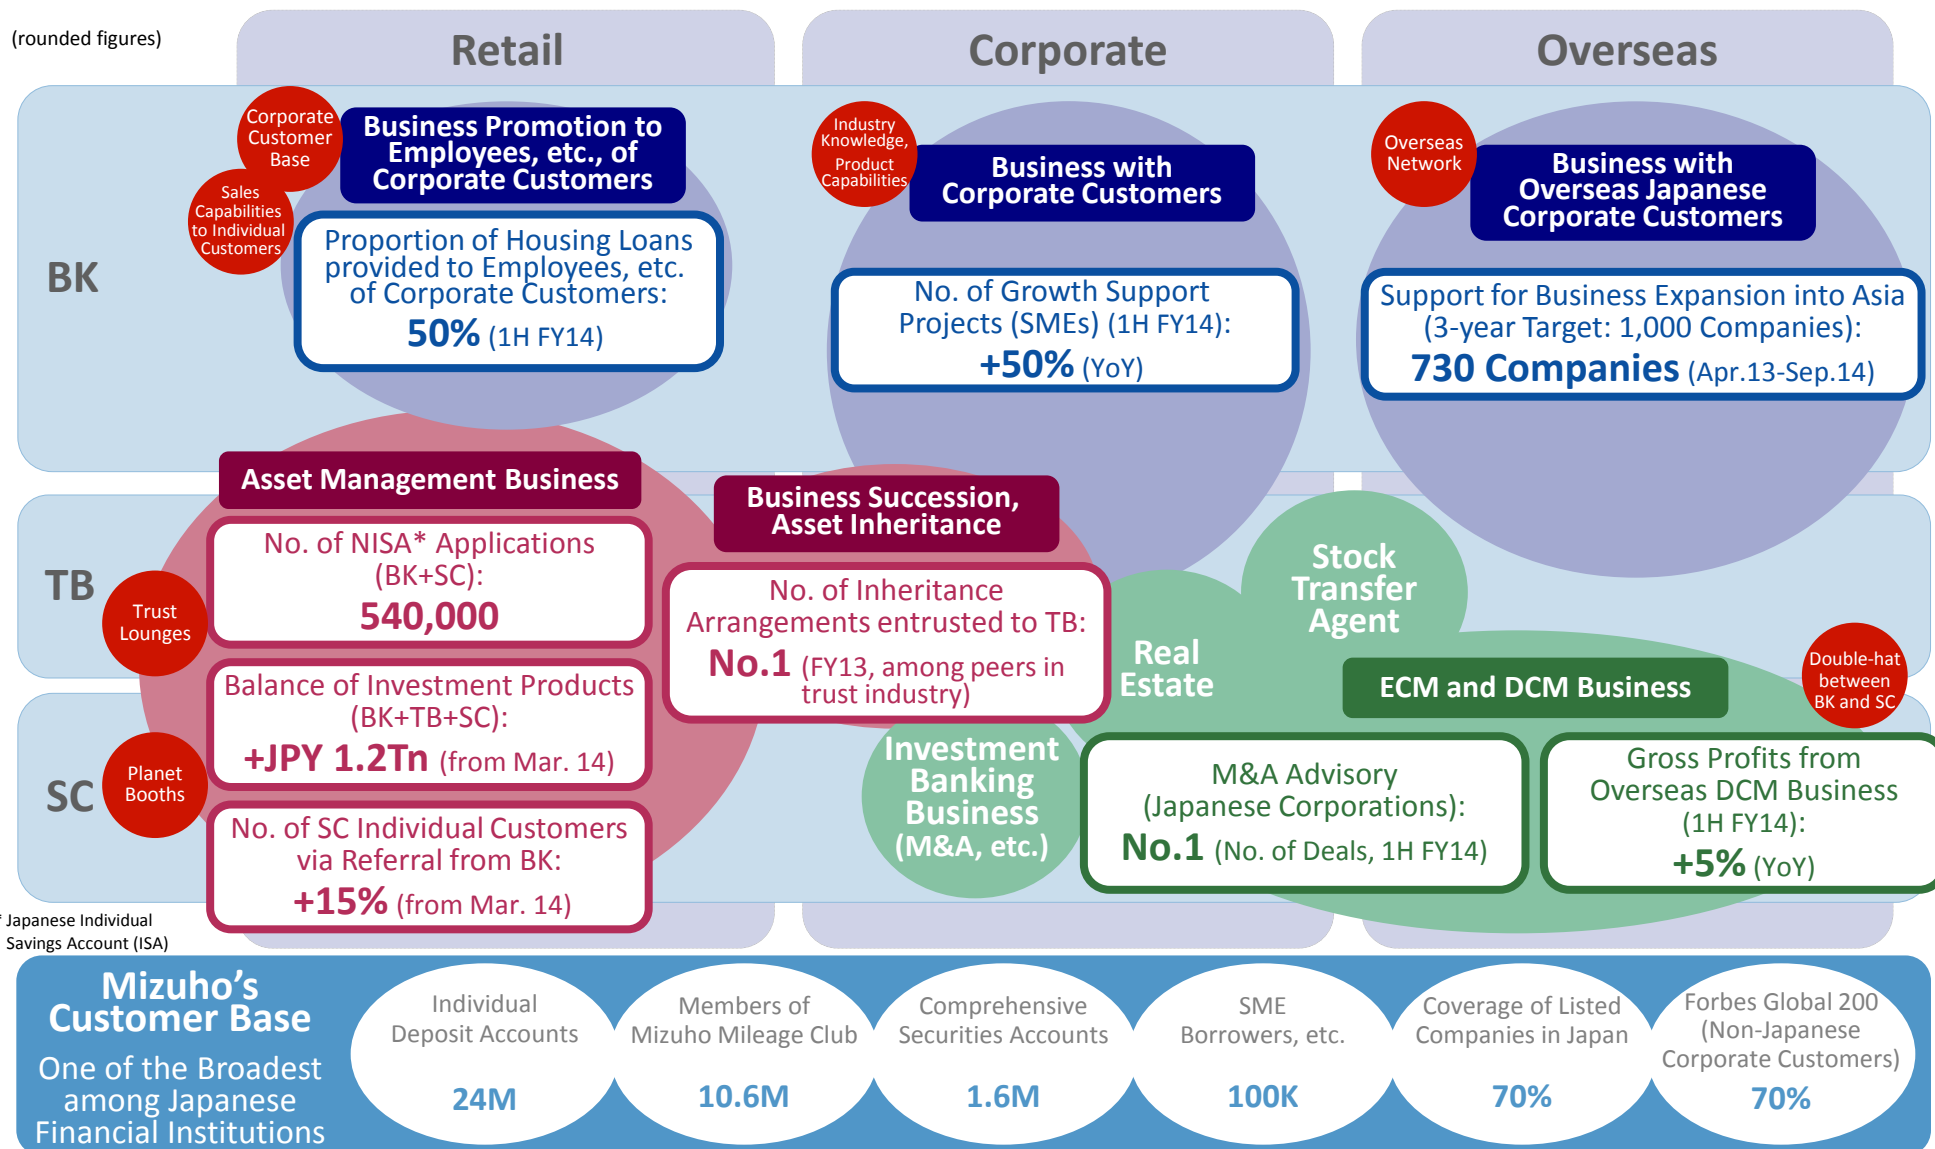 (rounded figures)
Retail
Corporate
Overseas
BK
Corporate
Customer
Base
Sales
Capabilities
to Individual
Customers
Business Promotion to
Employees, etc., of
Corporate Customers
Proportion of Housing Loans
provided to Employees, etc.
of Corporate Customers:
50% (1H FY14)
Industry
Knowledge,
Product
Capabilities
Business with
Corporate Customers
No. of Growth Support
Projects (SMEs) (1H FY14):
+50% (YoY)
Overseas
Network
Business with
Overseas Japanese
Corporate Customers
Support for Business Expansion into Asia
(3-year Target: 1,000 Companies):
730 Companies (Apr.13-Sep.14)
TB
Trust
Lounges
Asset Management Business
No. of NISA* Applications
(BK+SC):
540,000
Balance of Investment Products
(BK+TB+SC):
+JPY 1.2Tn (from Mar. 14)
SC
Planet
Booths
No. of SC Individual Customers
via Referral from BK:
+15% (from Mar. 14)
Business Succession,
Asset Inheritance
No. of Inheritance
Arrangements entrusted to TB:
No.1 (FY13, among peers in
trust industry)
Stock
Transfer
Agent
Real
Estate
Investment
Banking
Business
(M&A, etc.)
ECM and DCM Business
Double-hat
between
BK and SC
M&A Advisory
(Japanese Corporations):
No.1 (No. of Deals, 1H FY14)
Gross Profits from
Overseas DCM Business
(1H FY14):
+5% (YoY)
* Japanese Individual
Savings Account (ISA)
Mizuho's
Customer Base
One of the Broadest
among Japanese
Financial Institutions
Individual
Deposit Accounts
24M
Members of
Mizuho Mileage Club
10.6M
Comprehensive
Securities Accounts
1.6M
SME
Borrowers, etc.
100K
Coverage of Listed
Companies in Japan
70%
Forbes Global 200
(Non-Japanese
Corporate Customers)
70%